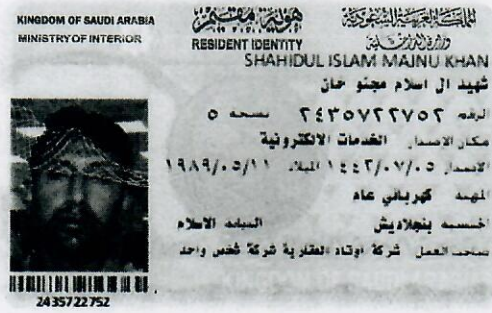 KINGDOM OF SAUDI ARABIA
MINISTRY OF INTERIOR
هوية مقيم
RESIDENT IDENTITY
المملكة العربية السعودية
وزارة الداخلية
SHAHIDUL ISLAM MAJNU KHAN
شهيد ال اسلام مجنو خان
الرقم ٢٤٣٥٧٢٢٧٥٢ نسخة ٥
مكان الإصدار الخدمات الالكترونية
الإصدار ١٤٤٢/٠٧/٠٥ الميلاد ١٩٨٩/٠٥/١١
المهنة كهربائي عام
الجنسية بنجلاديش الديانة الاسلام
صاحب العمل شركة اوتاد العقارية شركة شخص واحد
2435722752